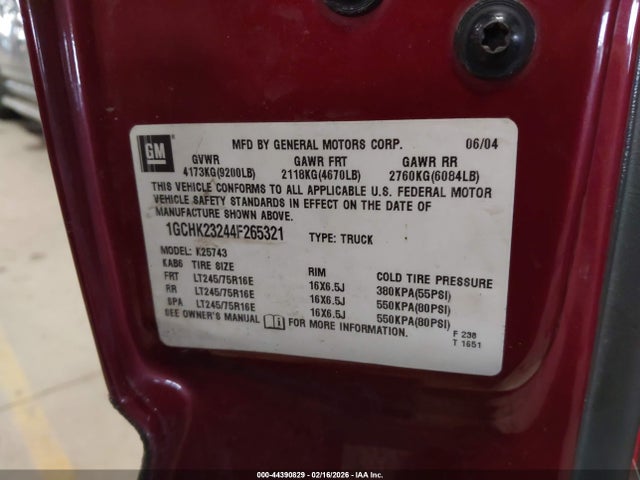 GM
MFD BY GENERAL MOTORS CORP. 06/04
GVWR GAWR FRT GAWR RR
4173KG(9200LB) 2118KG(4670LB) 2760KG(6084LB)
THIS VEHICLE CONFORMS TO ALL APPLICABLE U.S. FEDERAL MOTOR
VEHICLE SAFETY STANDARDS IN EFFECT ON THE DATE OF
MANUFACTURE SHOWN ABOVE.
1GCHK23244F265321 TYPE: TRUCK
MODEL: K25743
KAB6 TIRE SIZE RIM COLD TIRE PRESSURE
FRT LT245/75R16E 16X6.5J 380KPA(55PSI)
RR LT245/75R16E 16X6.5J 550KPA(80PSI)
SPA LT245/75R16E 16X6.5J 550KPA(80PSI)
SEE OWNER'S MANUAL FOR MORE INFORMATION.
F 238
T 1651
000-44390829 - 02/16/2026 - IAA Inc.